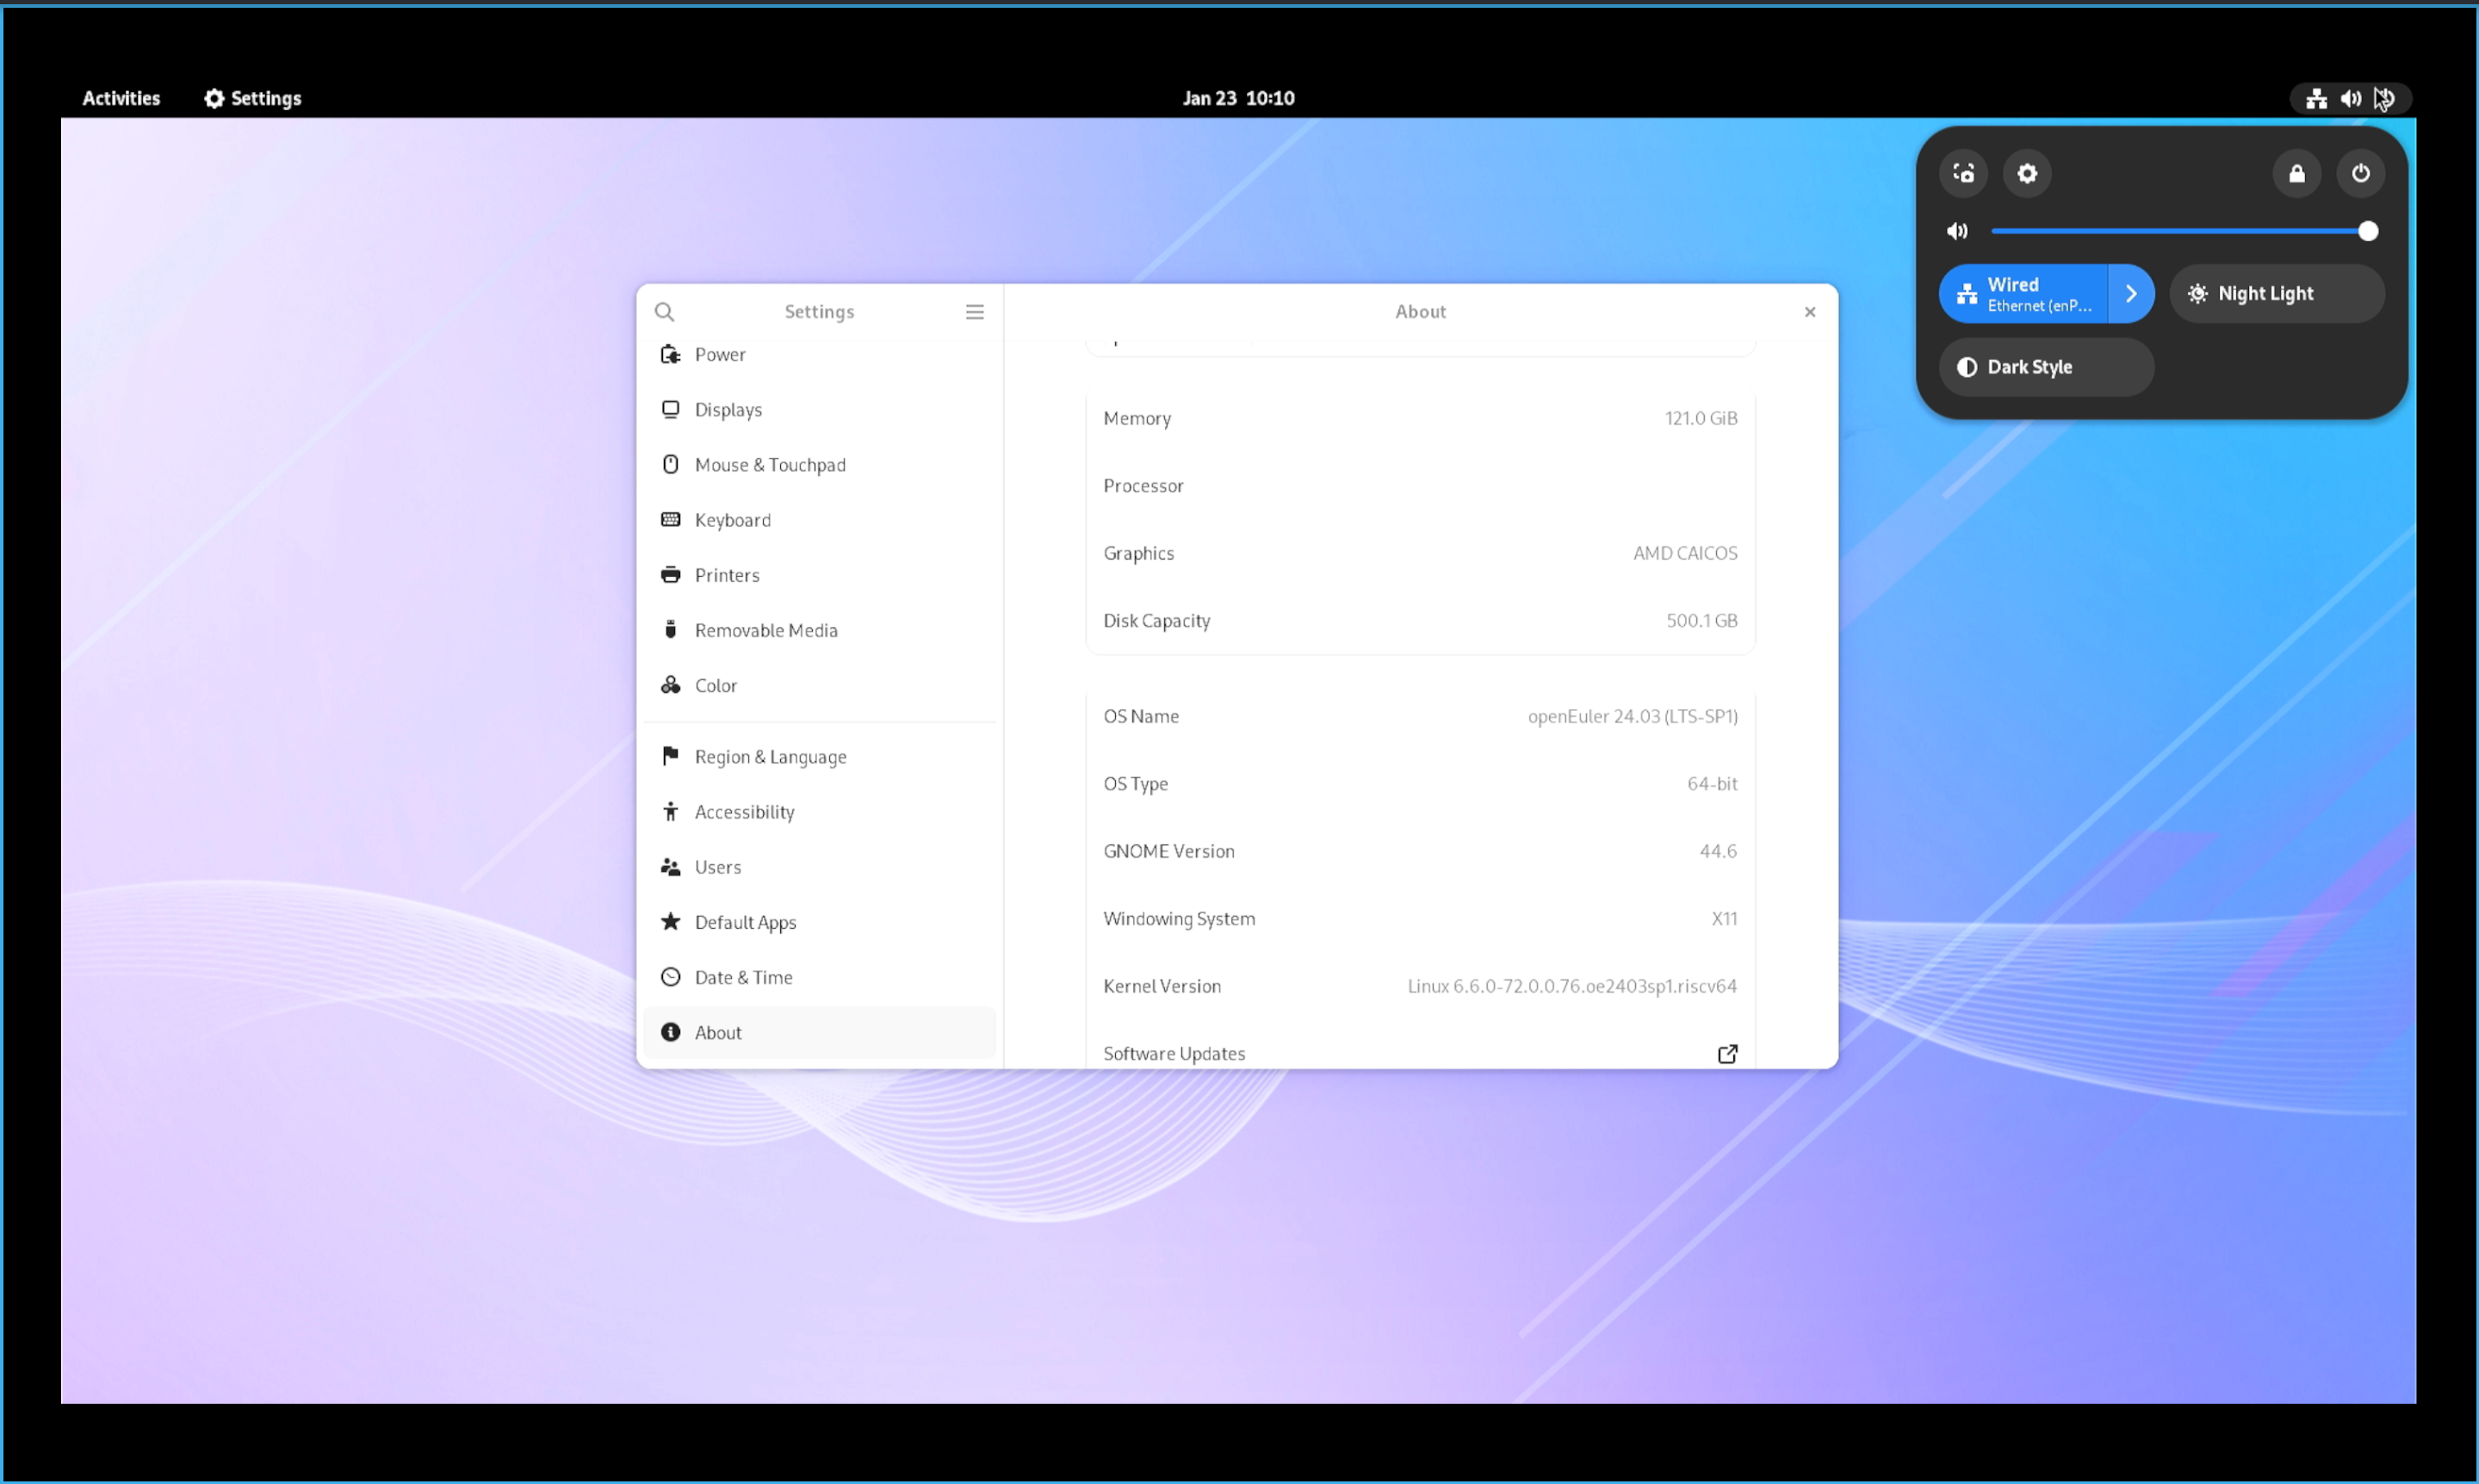 Activities
Settings
Jan 23 10:10
Wired
Ethernet (enP...
Night Light
Dark Style
Settings
About
Power
Displays
Mouse & Touchpad
Keyboard
Printers
Removable Media
Color
Region & Language
Accessibility
Users
Default Apps
Date & Time
About
Memory 121.0 GiB
Processor
Graphics AMD CAICOS
Disk Capacity 500.1 GB
OS Name openEuler 24.03 (LTS-SP1)
OS Type 64-bit
GNOME Version 44.6
Windowing System X11
Kernel Version Linux 6.6.0-72.0.0.76.oe2403sp1.riscv64
Software Updates